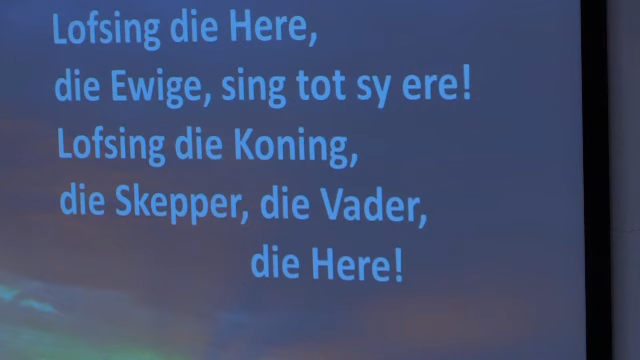 Lofsing die Here,
die Ewige, sing tot sy ere!
Lofsing die Koning,
die Skepper, die Vader,
die Here!